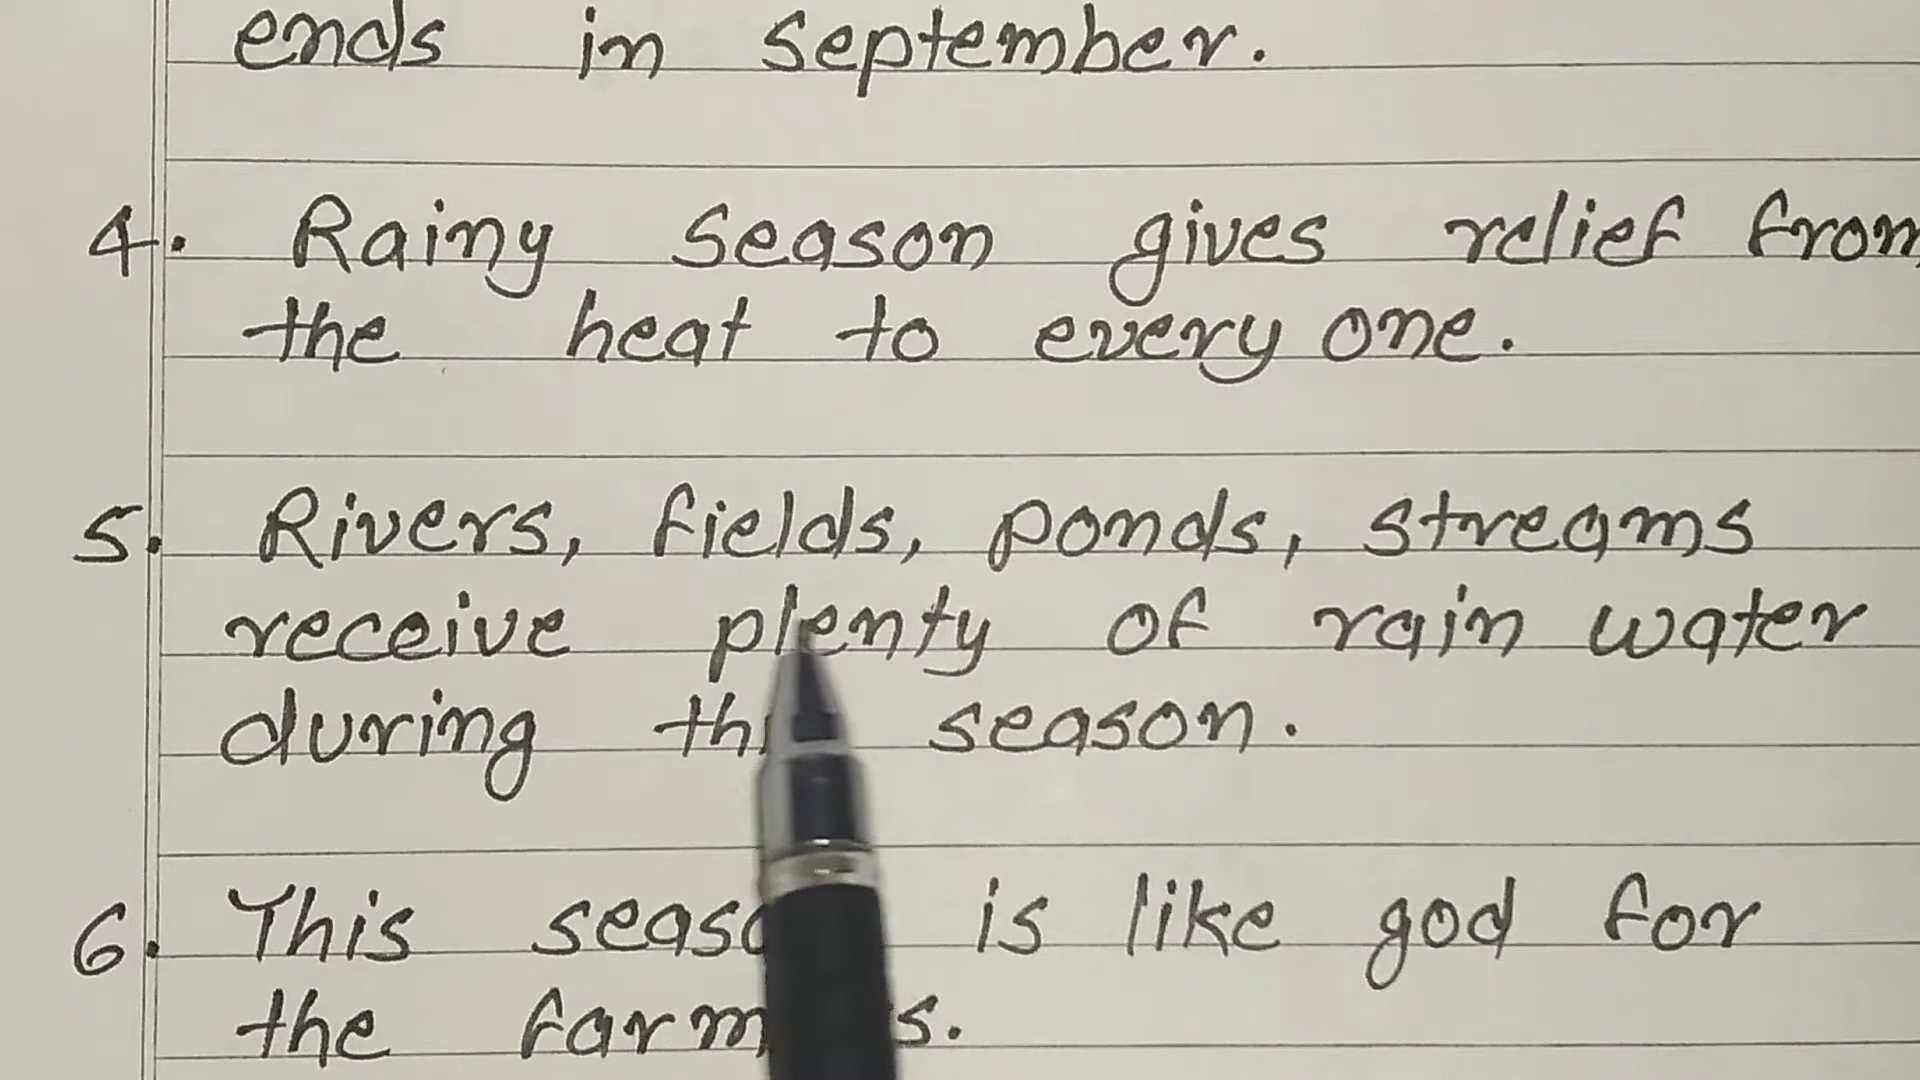 ends in September.
4. Rainy season gives relief from
the heat to every one.
5. Rivers, fields, ponds, streams
receive plenty of rain water
during season.
6. This is like god for
the